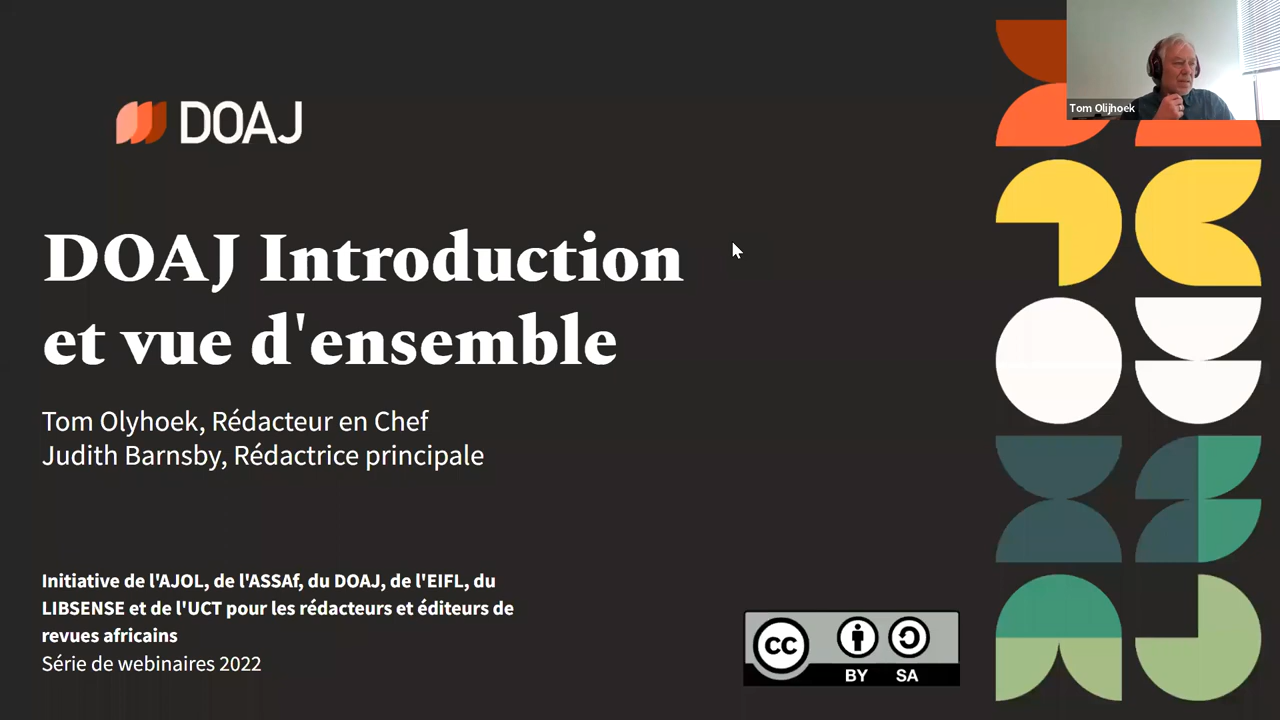 Tom Olijhoek
DOAJ
DOAJ Introduction
et vue d'ensemble
Tom Olyhoek, Rédacteur en Chef
Judith Barnsby, Rédactrice principale
Initiative de l'AJOL, de l'ASSAf, du DOAJ, de l'EIFL, du
LIBSENSE et de l'UCT pour les rédacteurs et éditeurs de
revues africains
Série de webinaires 2022
CC
BY SA